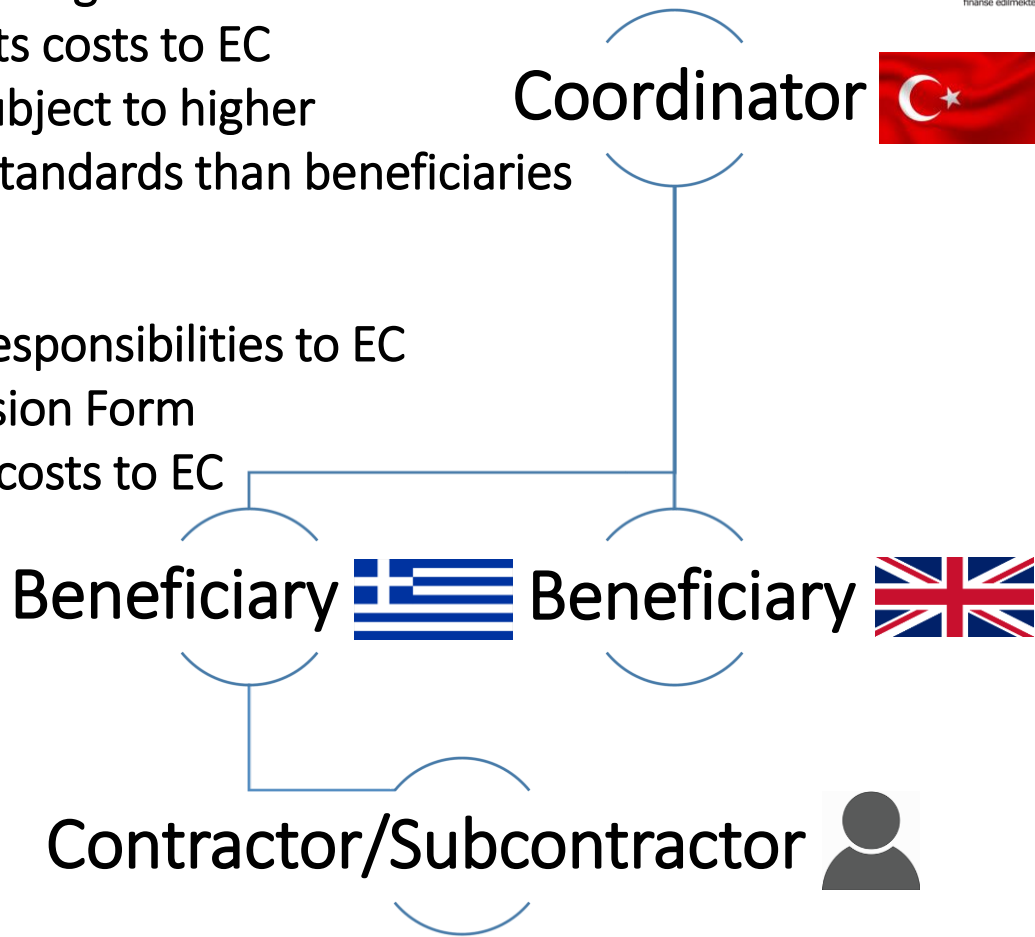 ts costs to EC
ubject to higher
tandards than beneficiaries
Coordinator
esponsibilities to EC
sion Form
costs to EC
Beneficiary
Beneficiary
Contractor/Subcontractor